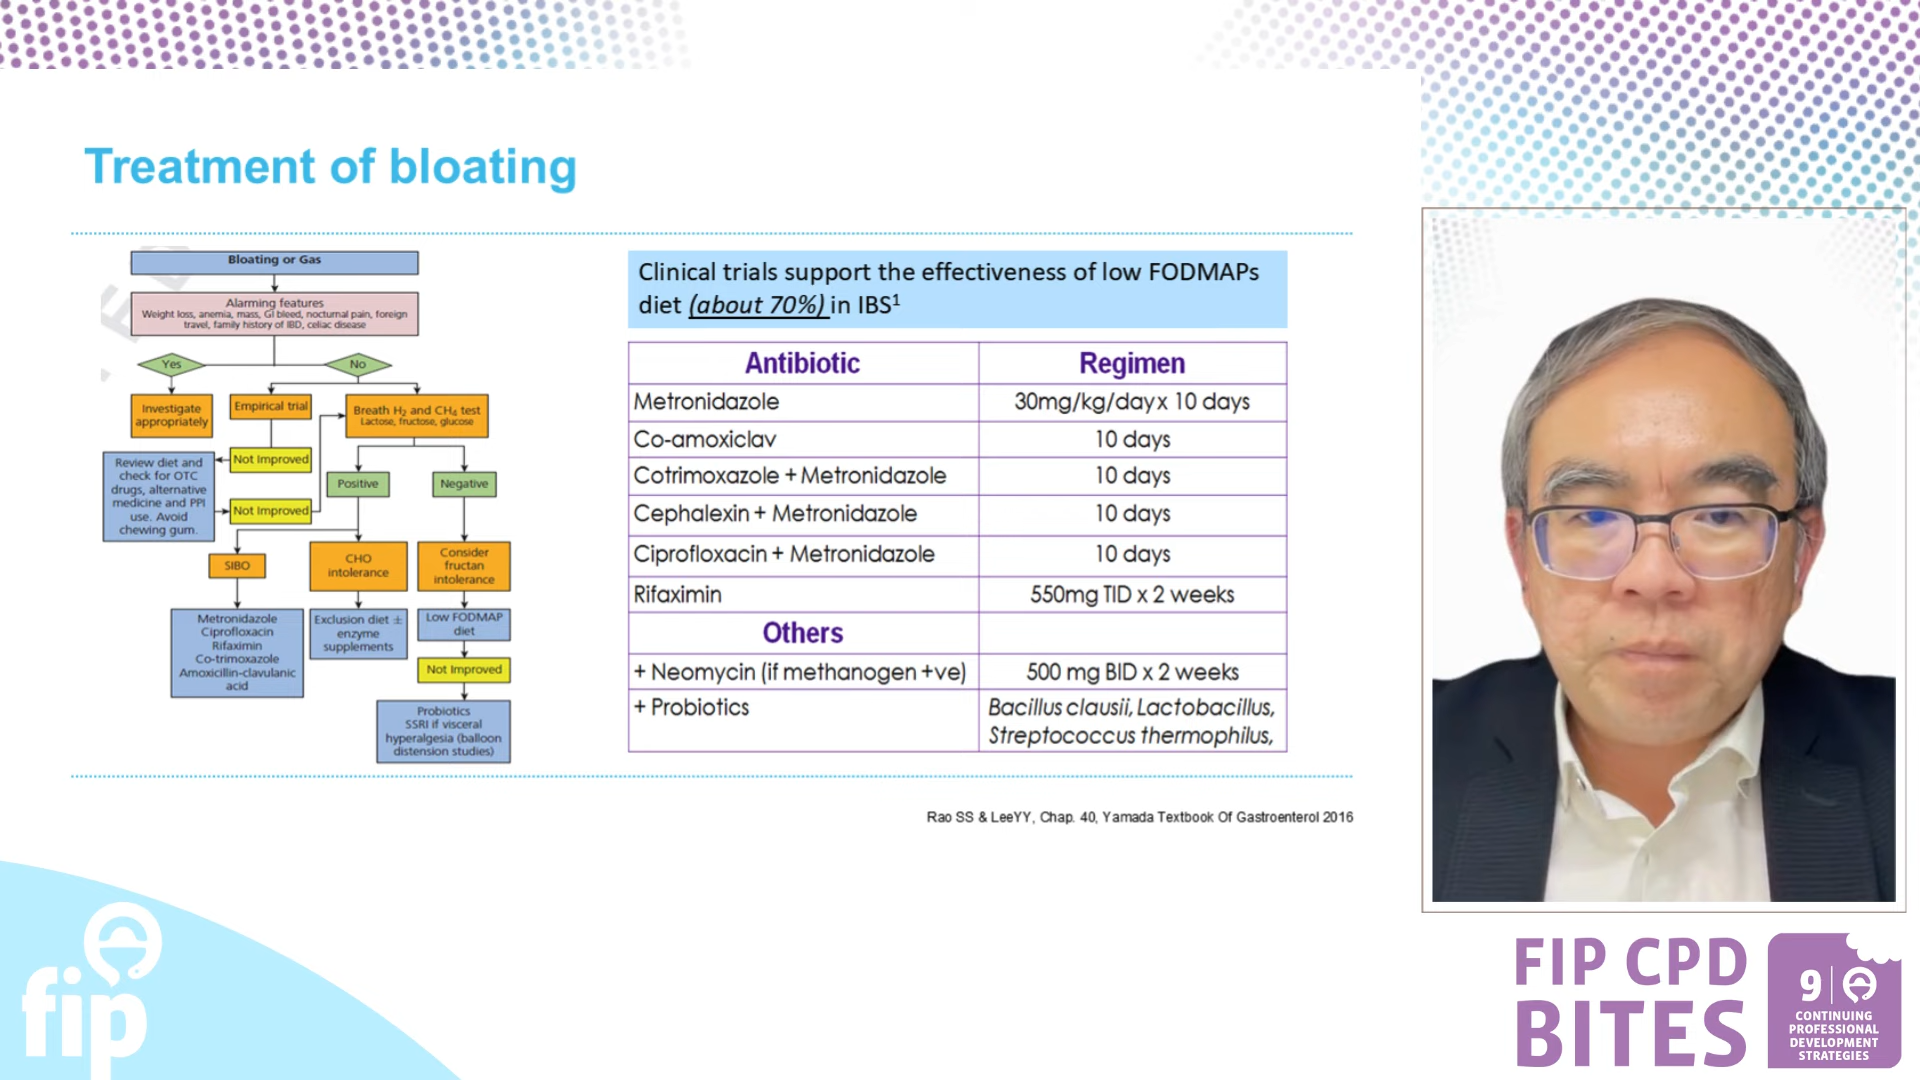 Treatment of bloating
Bloating or Gas
Alarming features
Weight loss, anemia, mass, GI bleed, nocturnal pain, foreign
travel, family history of IBD, celiac disease
Yes
No
Investigate
appropriately
Empirical trial
Breath H₂ and CH₄ test
Lactose, fructose, glucose
Not Improved
Review diet and
check for OTC
drugs, alternative
medicine and PPI
use. Avoid
chewing gum.
Not Improved
Positive
Negative
SIBO
CHO
intolerance
Consider
fructan
intolerance
Metronidazole
Ciprofloxacin
Rifaximin
Co-trimoxazole
Amoxicillin-clavulanic
acid
Exclusion diet ±
enzyme
supplements
Low FODMAP
diet
Not Improved
Probiotics
SSRI if visceral
hyperalgesia (balloon
distension studies)
Clinical trials support the effectiveness of low FODMAPs
diet (about 70%) in IBS¹
Antibiotic Regimen
Metronidazole 30mg/kg/day x 10 days
Co-amoxiclav 10 days
Cotrimoxazole + Metronidazole 10 days
Cephalexin + Metronidazole 10 days
Ciprofloxacin + Metronidazole 10 days
Rifaximin 550mg TID x 2 weeks
Others
+ Neomycin (if methanogen +ve) 500 mg BID x 2 weeks
+ Probiotics Bacillus clausii, Lactobacillus,
Streptococcus thermophilus,
Rao SS & LeeYY, Chap. 40, Yamada Textbook Of Gastroenterol 2016
fip
FIP CPD
BITES
9
CONTINUING
PROFESSIONAL
DEVELOPMENT
STRATEGIES